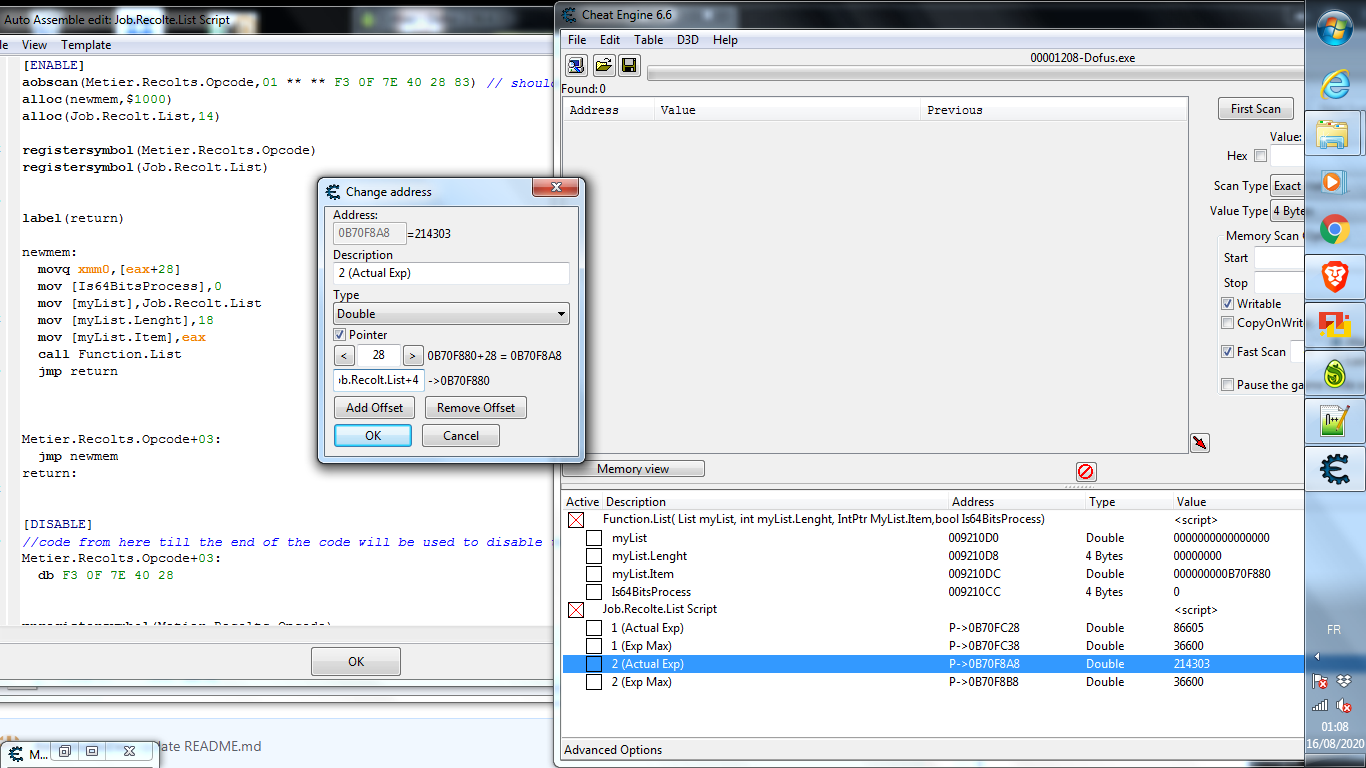 Auto Assemble edit: Job.Recolte.List Script
View Template
[ENABLE]
aobscan(Metier.Recolts.Opcode,01 ** ** F3 0F 7E 40 28 83) // shoul
alloc(newmem,$1000)
alloc(Job.Recolt.List,14)
registersymbol(Metier.Recolts.Opcode)
registersymbol(Job.Recolt.List)
label(return)
newmem:
movq xmm0,[eax+28]
mov [Is64BitsProcess],0
mov [myList],Job.Recolt.List
mov [myList.Lenght],18
mov [myList.Item],eax
call Function.List
jmp return
Metier.Recolts.Opcode+03:
jmp newmem
return:
[DISABLE]
//code from here till the end of the code will be used to disable
Metier.Recolts.Opcode+03:
db F3 0F 7E 40 28
OK
Change address
Address:
0B70F8A8 =214303
Description
2 (Actual Exp)
Type
Double
Pointer
< 28 > 0B70F880+28 = 0B70F8A8
b.Recolt.List+4 ->0B70F880
Add Offset Remove Offset
OK Cancel
Cheat Engine 6.6
File Edit Table D3D Help
00001208-Dofus.exe
Found:0
Address Value Previous
First Scan
Value:
Hex
Scan Type Exact
Value Type 4 Byte
Memory Scan
Start
Stop
Writable
CopyOnWrit
Fast Scan
Pause the ga
Memory view
Active Description Address Type Value
Function.List( List myList, int myList.Lenght, IntPtr MyList.Item,bool Is64BitsProcess) <script>
myList 009210D0 Double 0000000000000000
myList.Lenght 009210D8 4 Bytes 00000000
myList.Item 009210DC Double 000000000B70F880
Is64BitsProcess 009210CC 4 Bytes 0
Job.Recolte.List Script <script>
1 (Actual Exp) P->0B70FC28 Double 86605
1 (Exp Max) P->0B70FC38 Double 36600
2 (Actual Exp) P->0B70F8A8 Double 214303
2 (Exp Max) P->0B70F8B8 Double 36600
Advanced Options
M...
late README.md
FR
01:08
16/08/2020